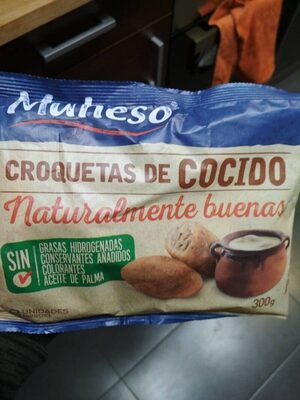 Muheso
CROQUETAS DE COCIDO
Naturalmente buenas
SIN
GRASAS HIDROGENADAS
CONSERVANTES AÑADIDOS
COLORANTES
ACEITE DE PALMA
300g
UNIDADES